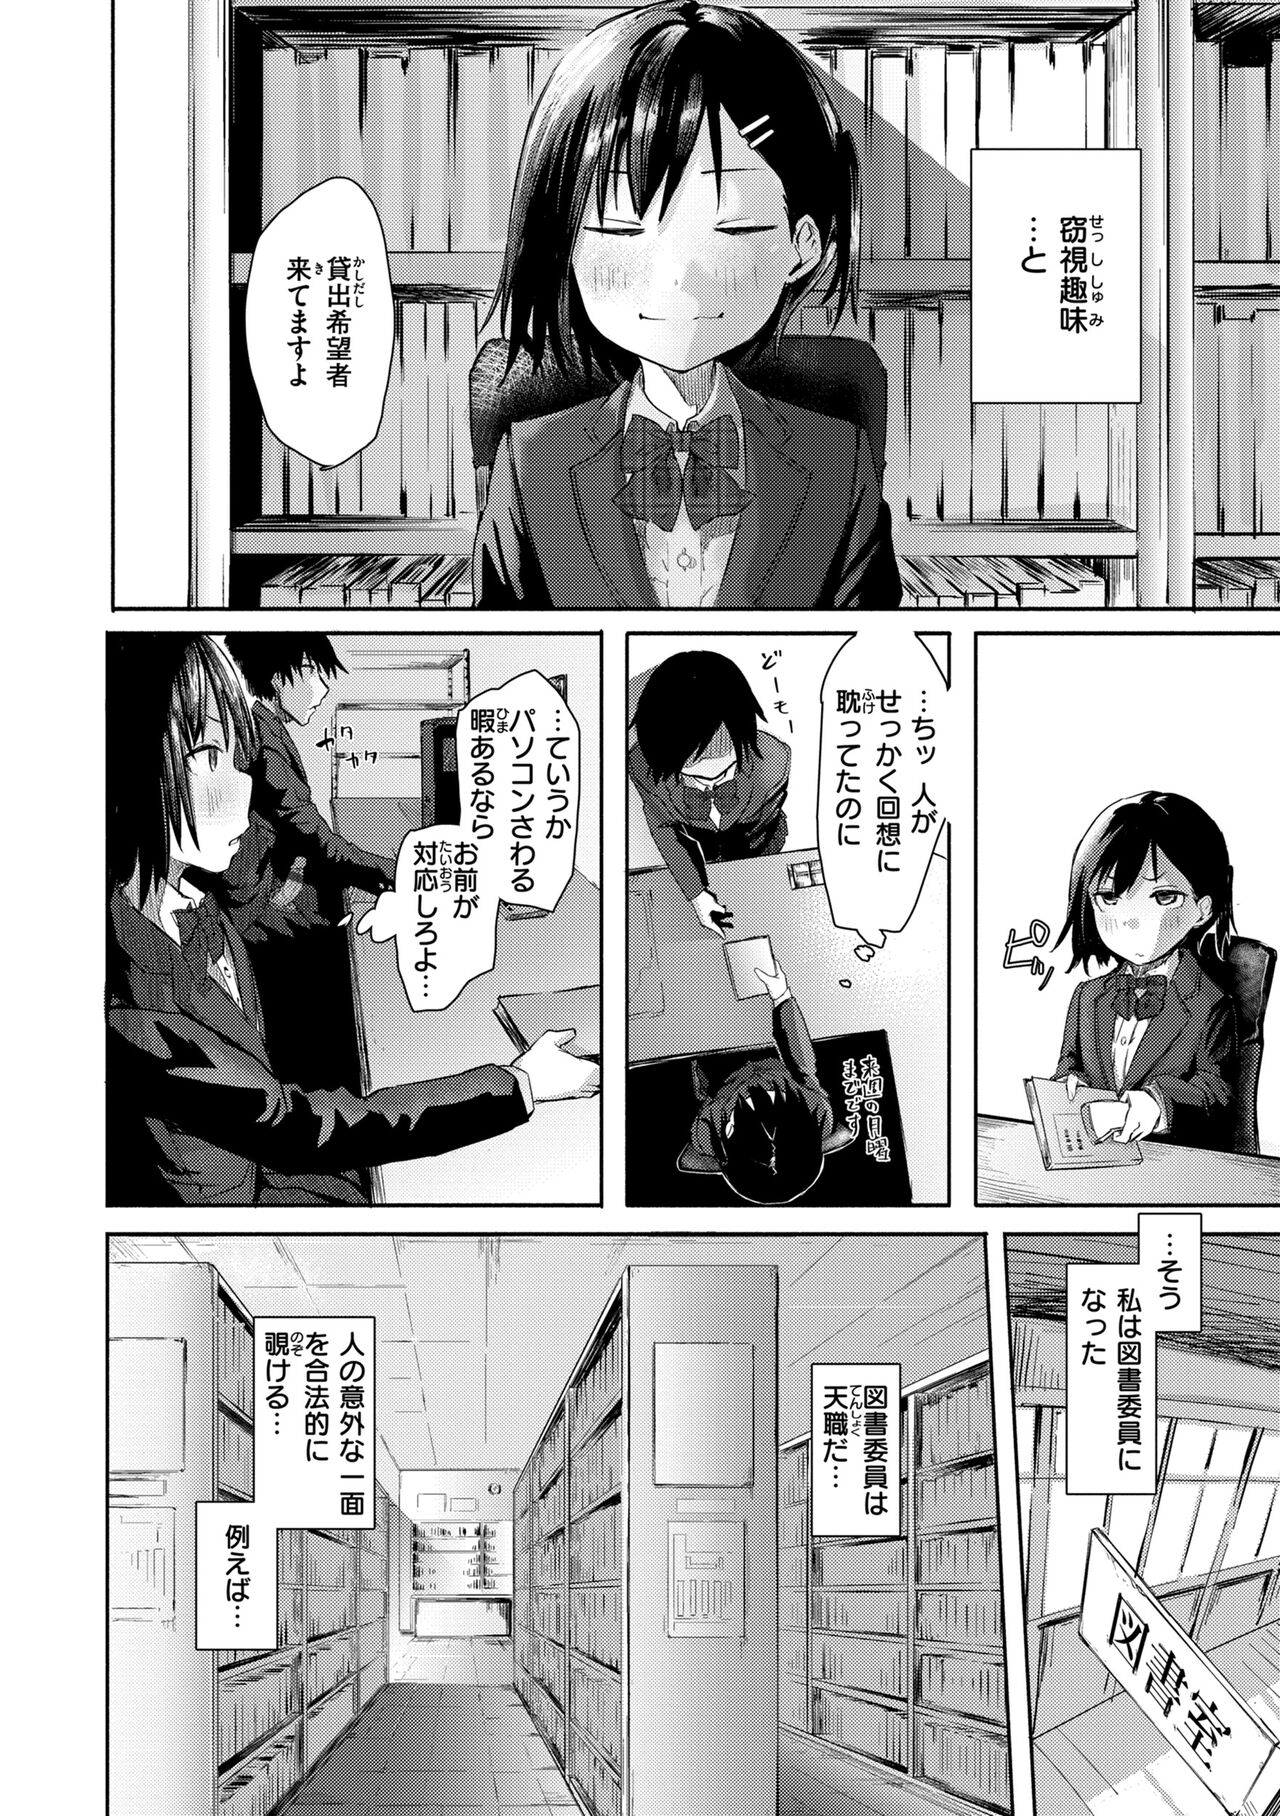 窃視趣味
…と
貸出希望者
来てますよ
ピッ
…ちッ 人が
せっかく回想に
耽ってたのに
どーもー
来週の月曜
までです
…ていうか
パソコンさわる
暇あるなら
お前が
対応しろよ…
カタ
カタ
…そう
私は図書委員に
なった
図書室
図書委員は
天職だ…
人の意外な一面
を合法的に
覗ける…
例えば…